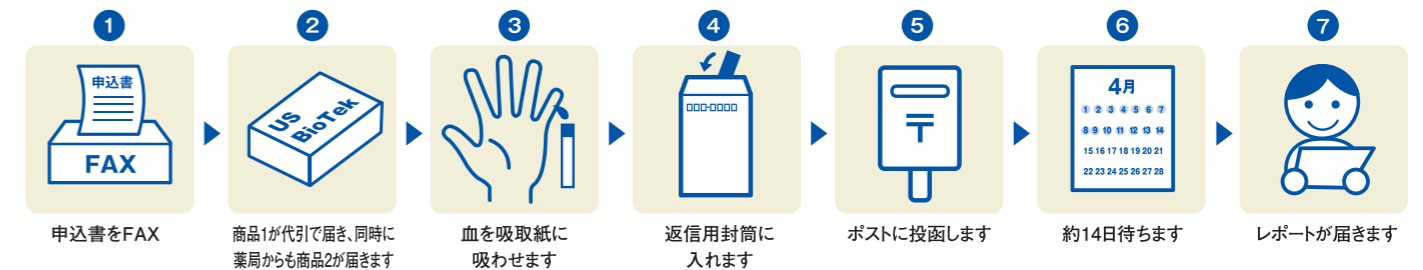 1
2
3
4
5
6
7
申込書
FAX
US
BioTek
〒
4月
1 2 3 4 5 6 7
8 9 10 11 12 13 14
15 16 17 18 19 20 21
22 23 24 25 26 27 28
申込書をFAX
商品1が代引で届き、同時に
薬局からも商品2が届きます
血を吸取紙に
吸わせます
返信用封筒に
入れます
ポストに投函します
約14日待ちます
レポートが届きます